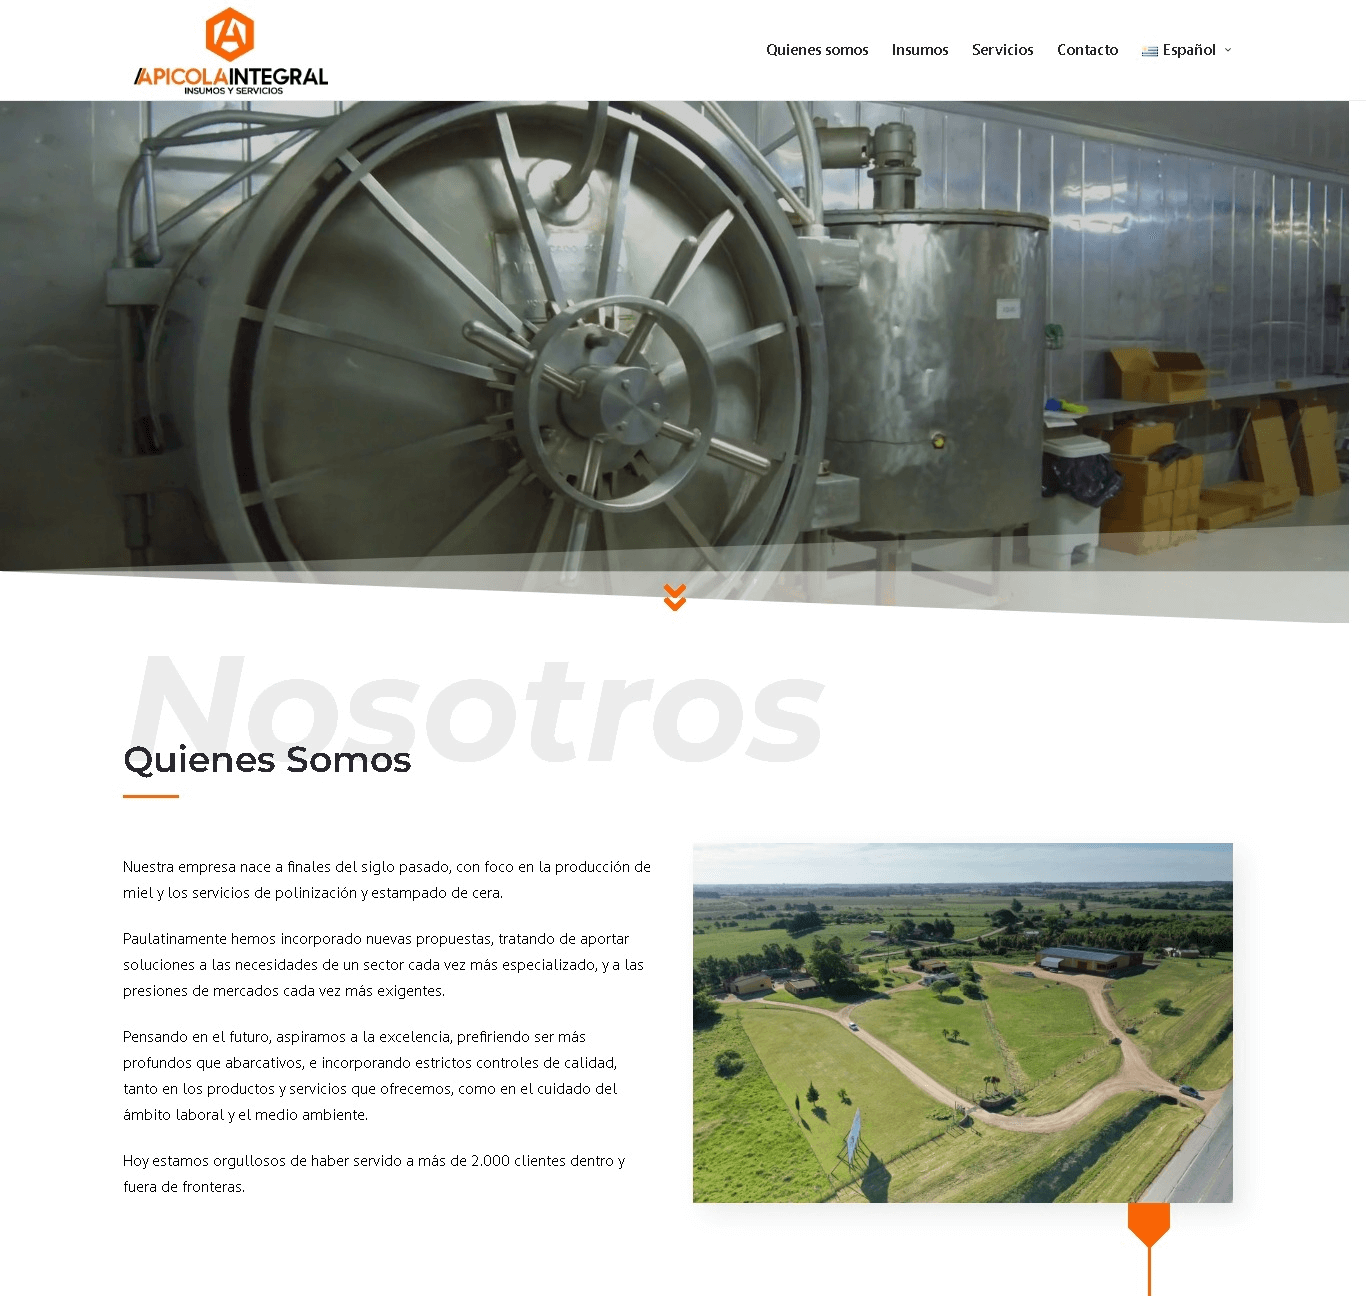 APICOLAINTEGRAL
INSUMOS Y SERVICIOS
Quienes somos Insumos Servicios Contacto Español
Nosotros
Quienes Somos
Nuestra empresa nace a finales del siglo pasado, con foco en la producción de
miel y los servicios de polinización y estampado de cera.
Paulatinamente hemos incorporado nuevas propuestas, tratando de aportar
soluciones a las necesidades de un sector cada vez más especializado, y a las
presiones de mercados cada vez más exigentes.
Pensando en el futuro, aspiramos a la excelencia, prefiriendo ser más
profundos que abarcativos, e incorporando estrictos controles de calidad,
tanto en los productos y servicios que ofrecemos, como en el cuidado del
ámbito laboral y el medio ambiente.
Hoy estamos orgullosos de haber servido a más de 2.000 clientes dentro y
fuera de fronteras.